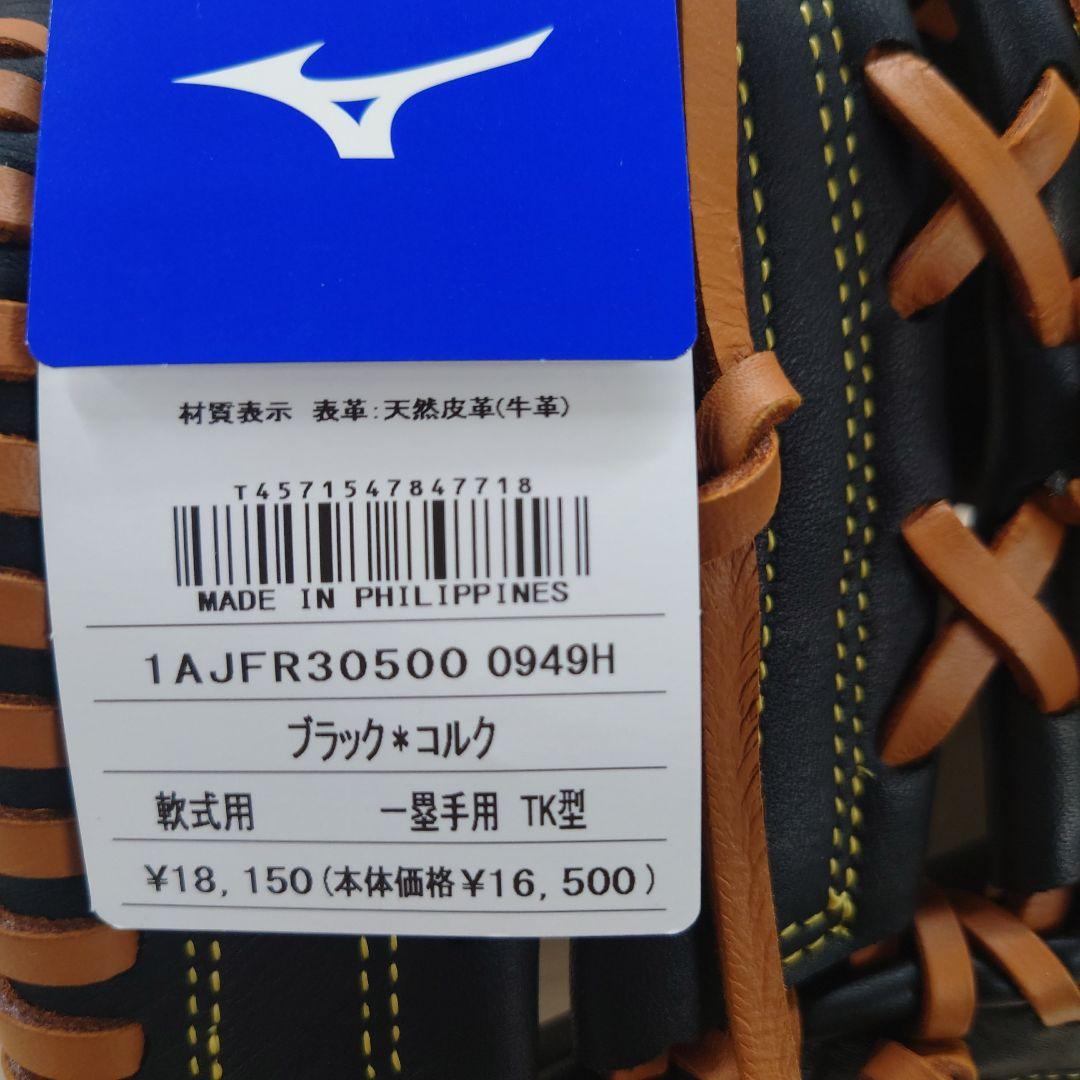 材質表示 表革:天然皮革(牛革)
T4571547847718
MADE IN PHILIPPINES
1AJFR30500 0949H
ブラック*コルク
軟式用 一塁手用 TK型
¥18,150(本体価格¥16,500)